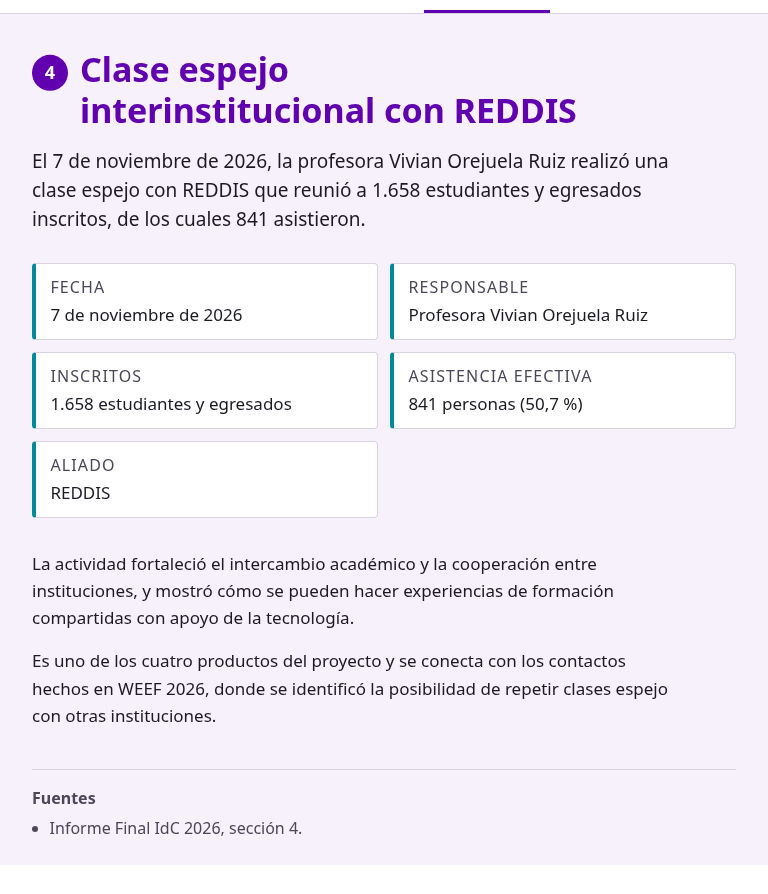 4
Clase espejo
interinstitucional con REDDIS
El 7 de noviembre de 2026, la profesora Vivian Orejuela Ruiz realizó una
clase espejo con REDDIS que reunió a 1.658 estudiantes y egresados
inscritos, de los cuales 841 asistieron.
FECHA
7 de noviembre de 2026
RESPONSABLE
Profesora Vivian Orejuela Ruiz
INSCRITOS
1.658 estudiantes y egresados
ASISTENCIA EFECTIVA
841 personas (50,7 %)
ALIADO
REDDIS
La actividad fortaleció el intercambio académico y la cooperación entre
instituciones, y mostró cómo se pueden hacer experiencias de formación
compartidas con apoyo de la tecnología.
Es uno de los cuatro productos del proyecto y se conecta con los contactos
hechos en WEEF 2026, donde se identificó la posibilidad de repetir clases espejo
con otras instituciones.
Fuentes
• Informe Final IdC 2026, sección 4.